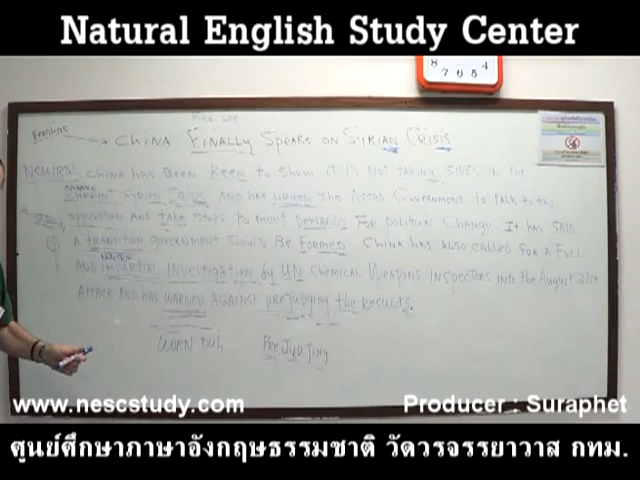 Natural English Study Center
8 7 6 5 4
Headlines
CHINA FINALLY SPEAKS ON SYRIAN CRISIS
NEUTRAL CHINA HAS BEEN KEEN TO SHOW IT IS NOT TAKING SIDES IN THE
CURRENT SYRIAN CRISIS AND HAS URGED THE ASSAD GOVERNMENT TO TALK TO THE
OPPOSITION AND TAKE STEPS TO MEET DEMANDS FOR POLITICAL CHANGE. IT HAS SAID
A TRANSITION GOVERNMENT SHOULD BE FORMED CHINA HAS ALSO CALLED FOR A FULL
AND IMPARTIAL INVESTIGATION by UN CHEMICAL WEAPONS INSPECTORS INTO THE AUGUST 21st
ATTACK AND HAS WARNED AGAINST PREJUDGING THE RESULTS.
PRE JUD JING
www.nescstudy.com
Producer : Suraphet
ศูนย์ศึกษาภาษาอังกฤษธรรมชาติ วัดวรจรรยาวาส กทม.